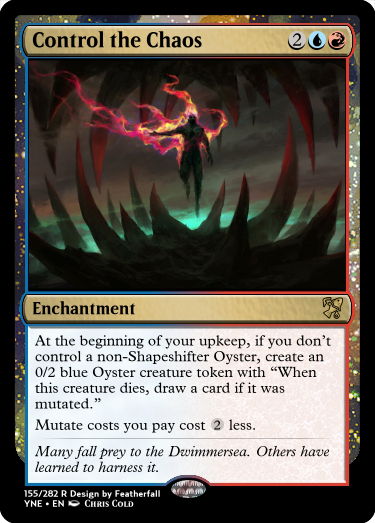 Control the Chaos 2
Enchantment
At the beginning of your upkeep, if you don't
control a non-Shapeshifter Oyster, create an
0/2 blue Oyster creature token with “When
this creature dies, draw a card if it was
mutated.”
Mutate costs you pay cost 2 less.
Many fall prey to the Dwimmersea. Others have
learned to harness it.
155/282 R Design by Featherfall
YNE • EN Chris Cold